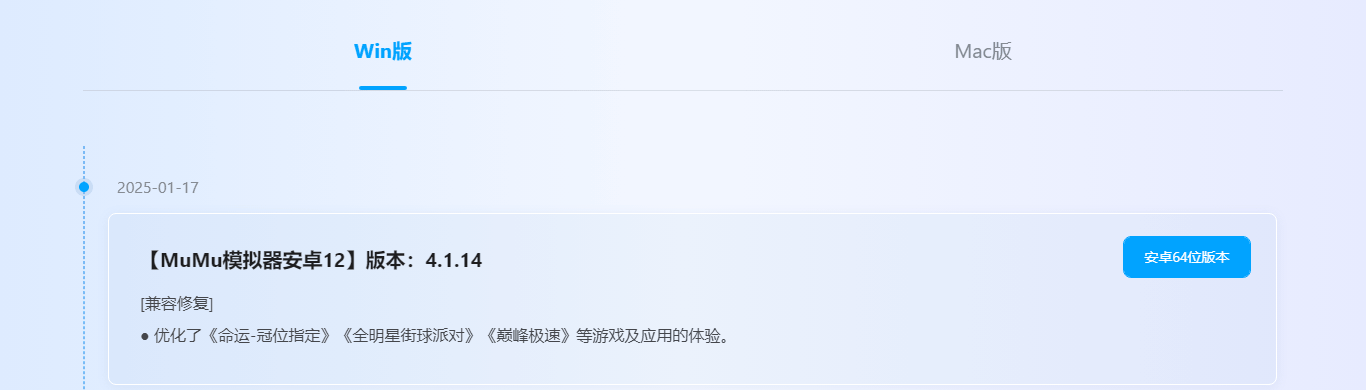 Win版
Mac版
2025-01-17
【MuMu模拟器安卓12】版本：4.1.14
安卓64位版本
[兼容修复]
● 优化了《命运-冠位指定》《全明星街球派对》《巅峰极速》等游戏及应用的体验。